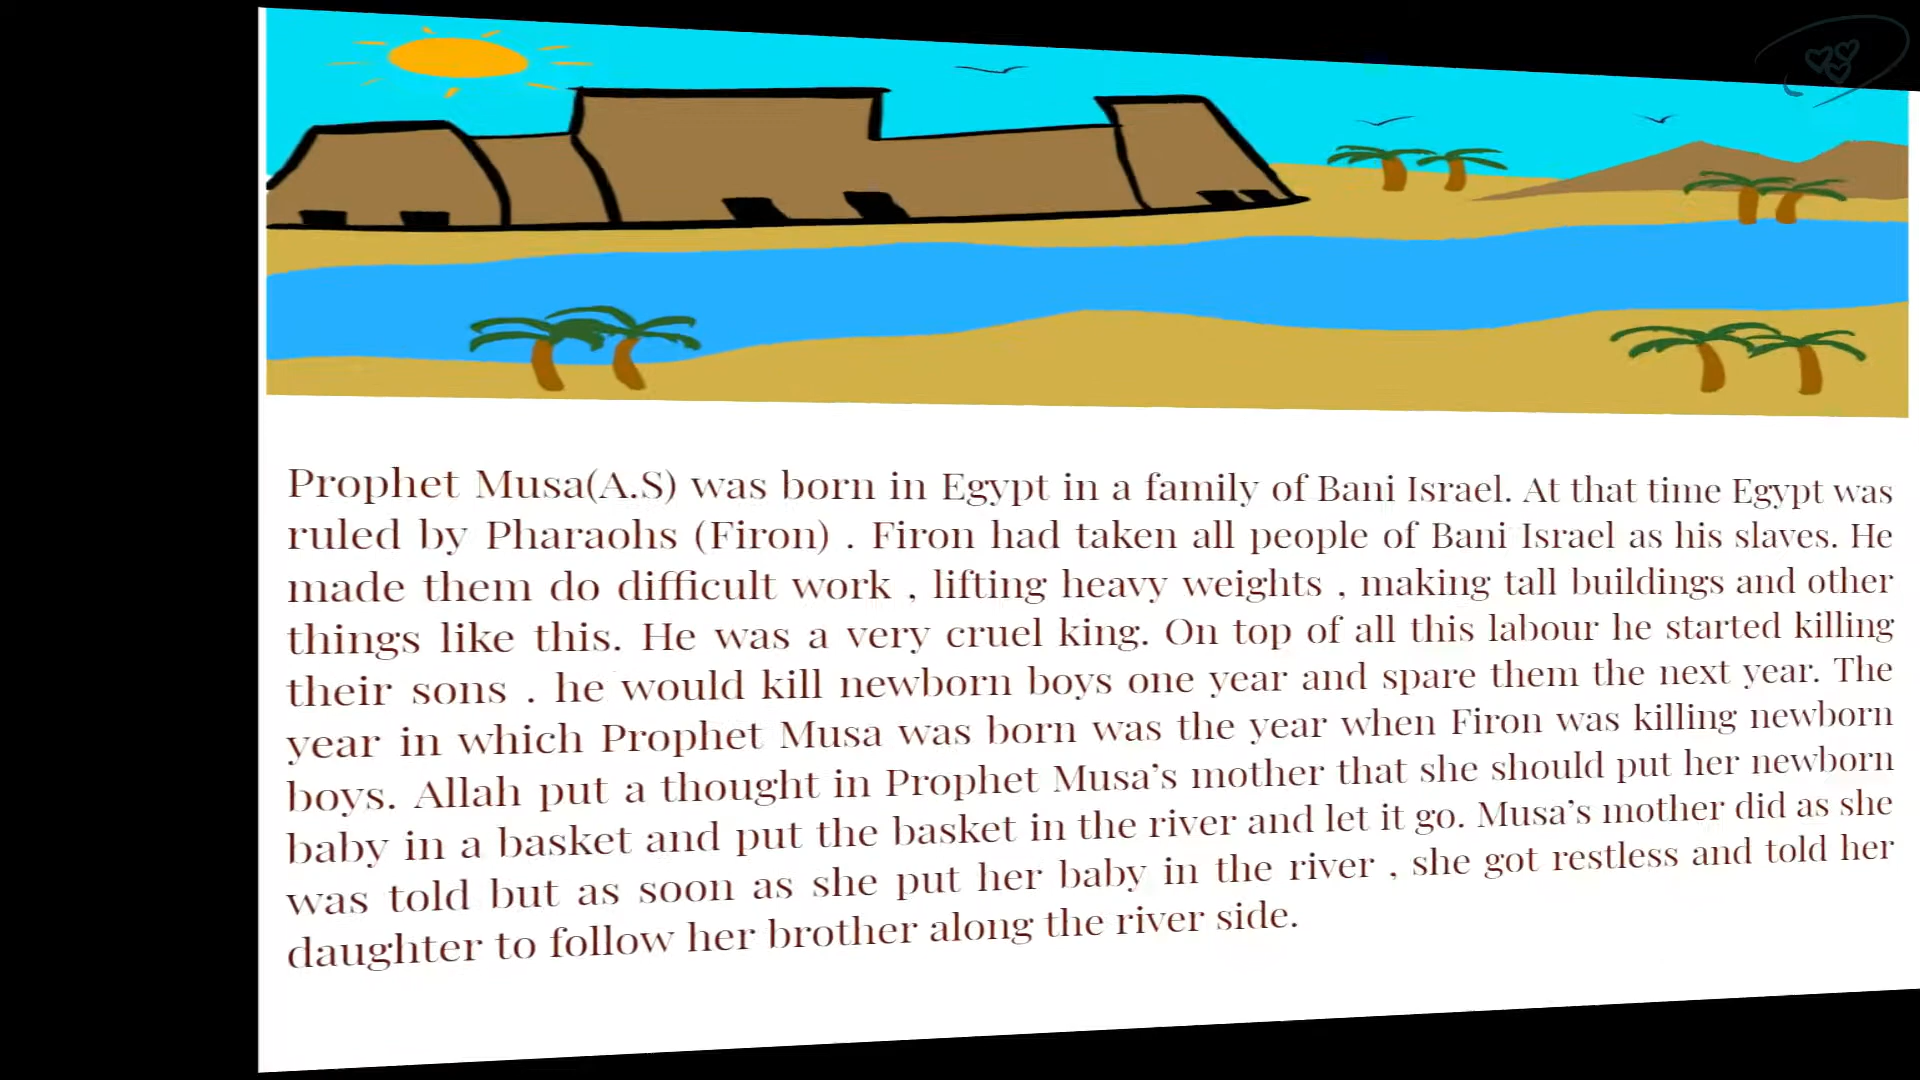 Prophet Musa(A.S) was born in Egypt in a family of Bani Israel. At that time Egypt was
ruled by Pharaohs (Firon) . Firon had taken all people of Bani Israel as his slaves. He
made them do difficult work , lifting heavy weights , making tall buildings and other
things like this. He was a very cruel king. On top of all this labour he started killing
their sons . he would kill newborn boys one year and spare them the next year. The
year in which Prophet Musa was born was the year when Firon was killing newborn
boys. Allah put a thought in Prophet Musa’s mother that she should put her newborn
baby in a basket and put the basket in the river and let it go. Musa’s mother did as she
was told but as soon as she put her baby in the river , she got restless and told her
daughter to follow her brother along the river side.